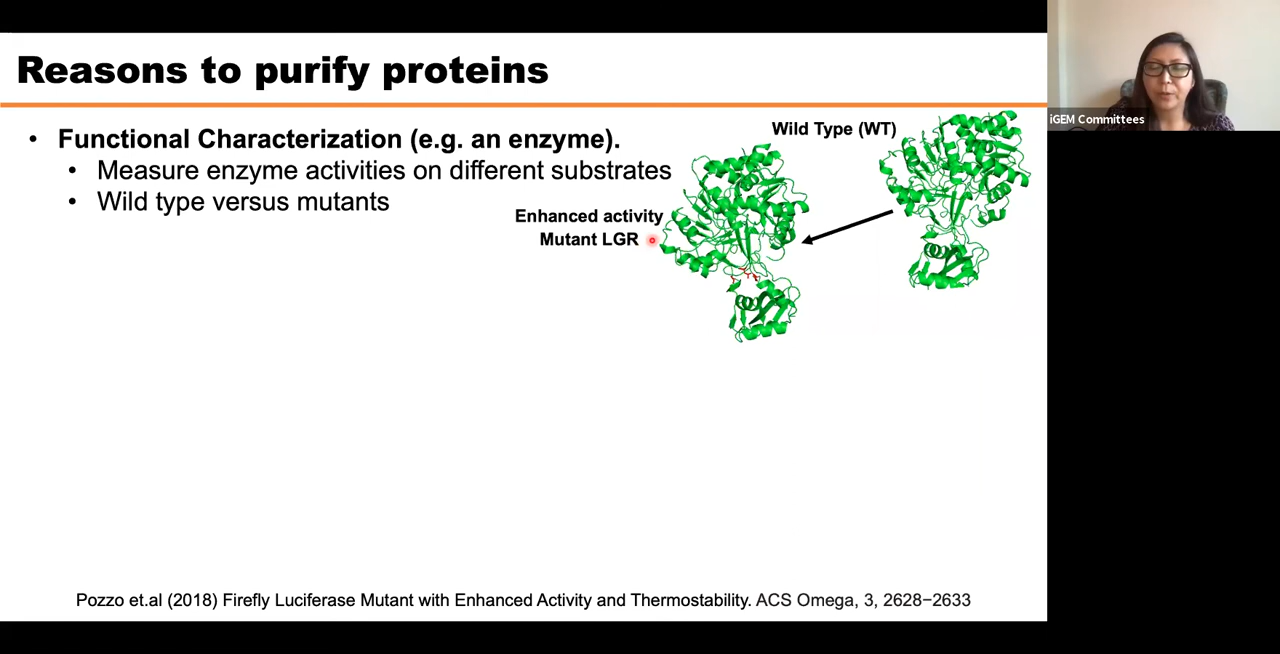 Reasons to purify proteins
• Functional Characterization (e.g. an enzyme).
• Measure enzyme activities on different substrates
• Wild type versus mutants
Wild Type (WT)
Enhanced activity
Mutant LGR
Pozzo et.al (2018) Firefly Luciferase Mutant with Enhanced Activity and Thermostability. ACS Omega, 3, 2628−2633
iGEM Committees